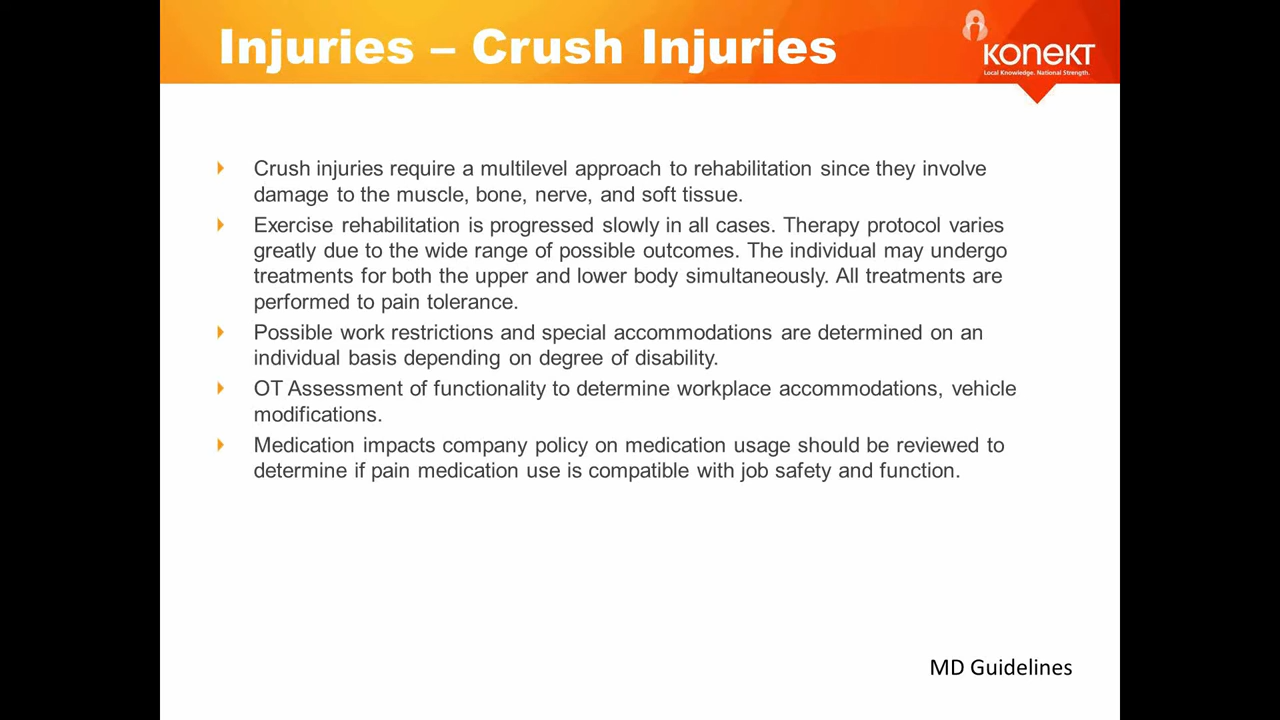 Injuries – Crush Injuries
KONEKT
Local Knowledge. National Strength.
Crush injuries require a multilevel approach to rehabilitation since they involve
damage to the muscle, bone, nerve, and soft tissue.
Exercise rehabilitation is progressed slowly in all cases. Therapy protocol varies
greatly due to the wide range of possible outcomes. The individual may undergo
treatments for both the upper and lower body simultaneously. All treatments are
performed to pain tolerance.
Possible work restrictions and special accommodations are determined on an
individual basis depending on degree of disability.
OT Assessment of functionality to determine workplace accommodations, vehicle
modifications.
Medication impacts company policy on medication usage should be reviewed to
determine if pain medication use is compatible with job safety and function.
MD Guidelines